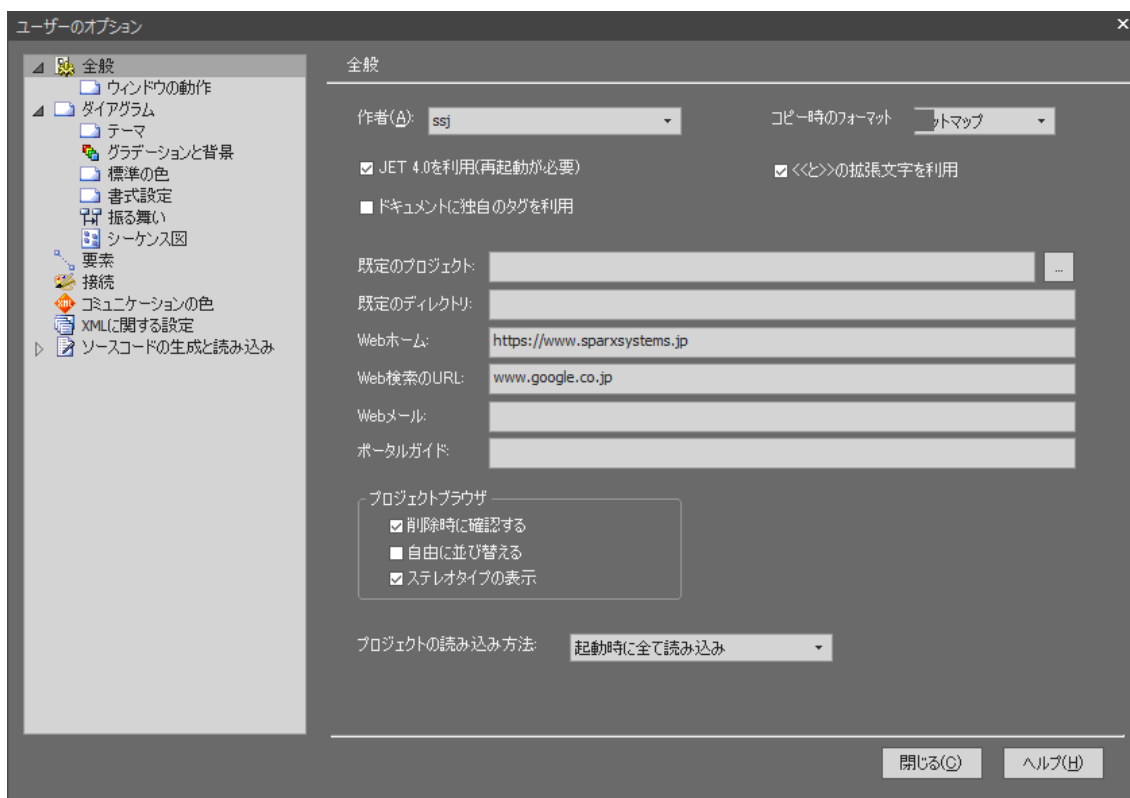 ユーザーのオプション
全般
ウィンドウの動作
ダイアグラム
テーマ
グラデーションと背景
標準の色
書式設定
振る舞い
シーケンス図
要素
接続
コミュニケーションの色
XMLに関する設定
ソースコードの生成と読み込み
全般
作者(A): ssj
コピー時のフォーマット ットマップ
JET 4.0を利用(再起動が必要)
<<と>>の拡張文字を利用
ドキュメントに独自のタグを利用
既定のプロジェクト: ...
既定のディレクトリ:
Webホーム: https://www.sparxsystems.jp
Web検索のURL: www.google.co.jp
Webメール:
ポータルガイド:
プロジェクトブラウザ
削除時に確認する
自由に並び替える
ステレオタイプの表示
プロジェクトの読み込み方法: 起動時に全て読み込み
閉じる(C) ヘルプ(H)